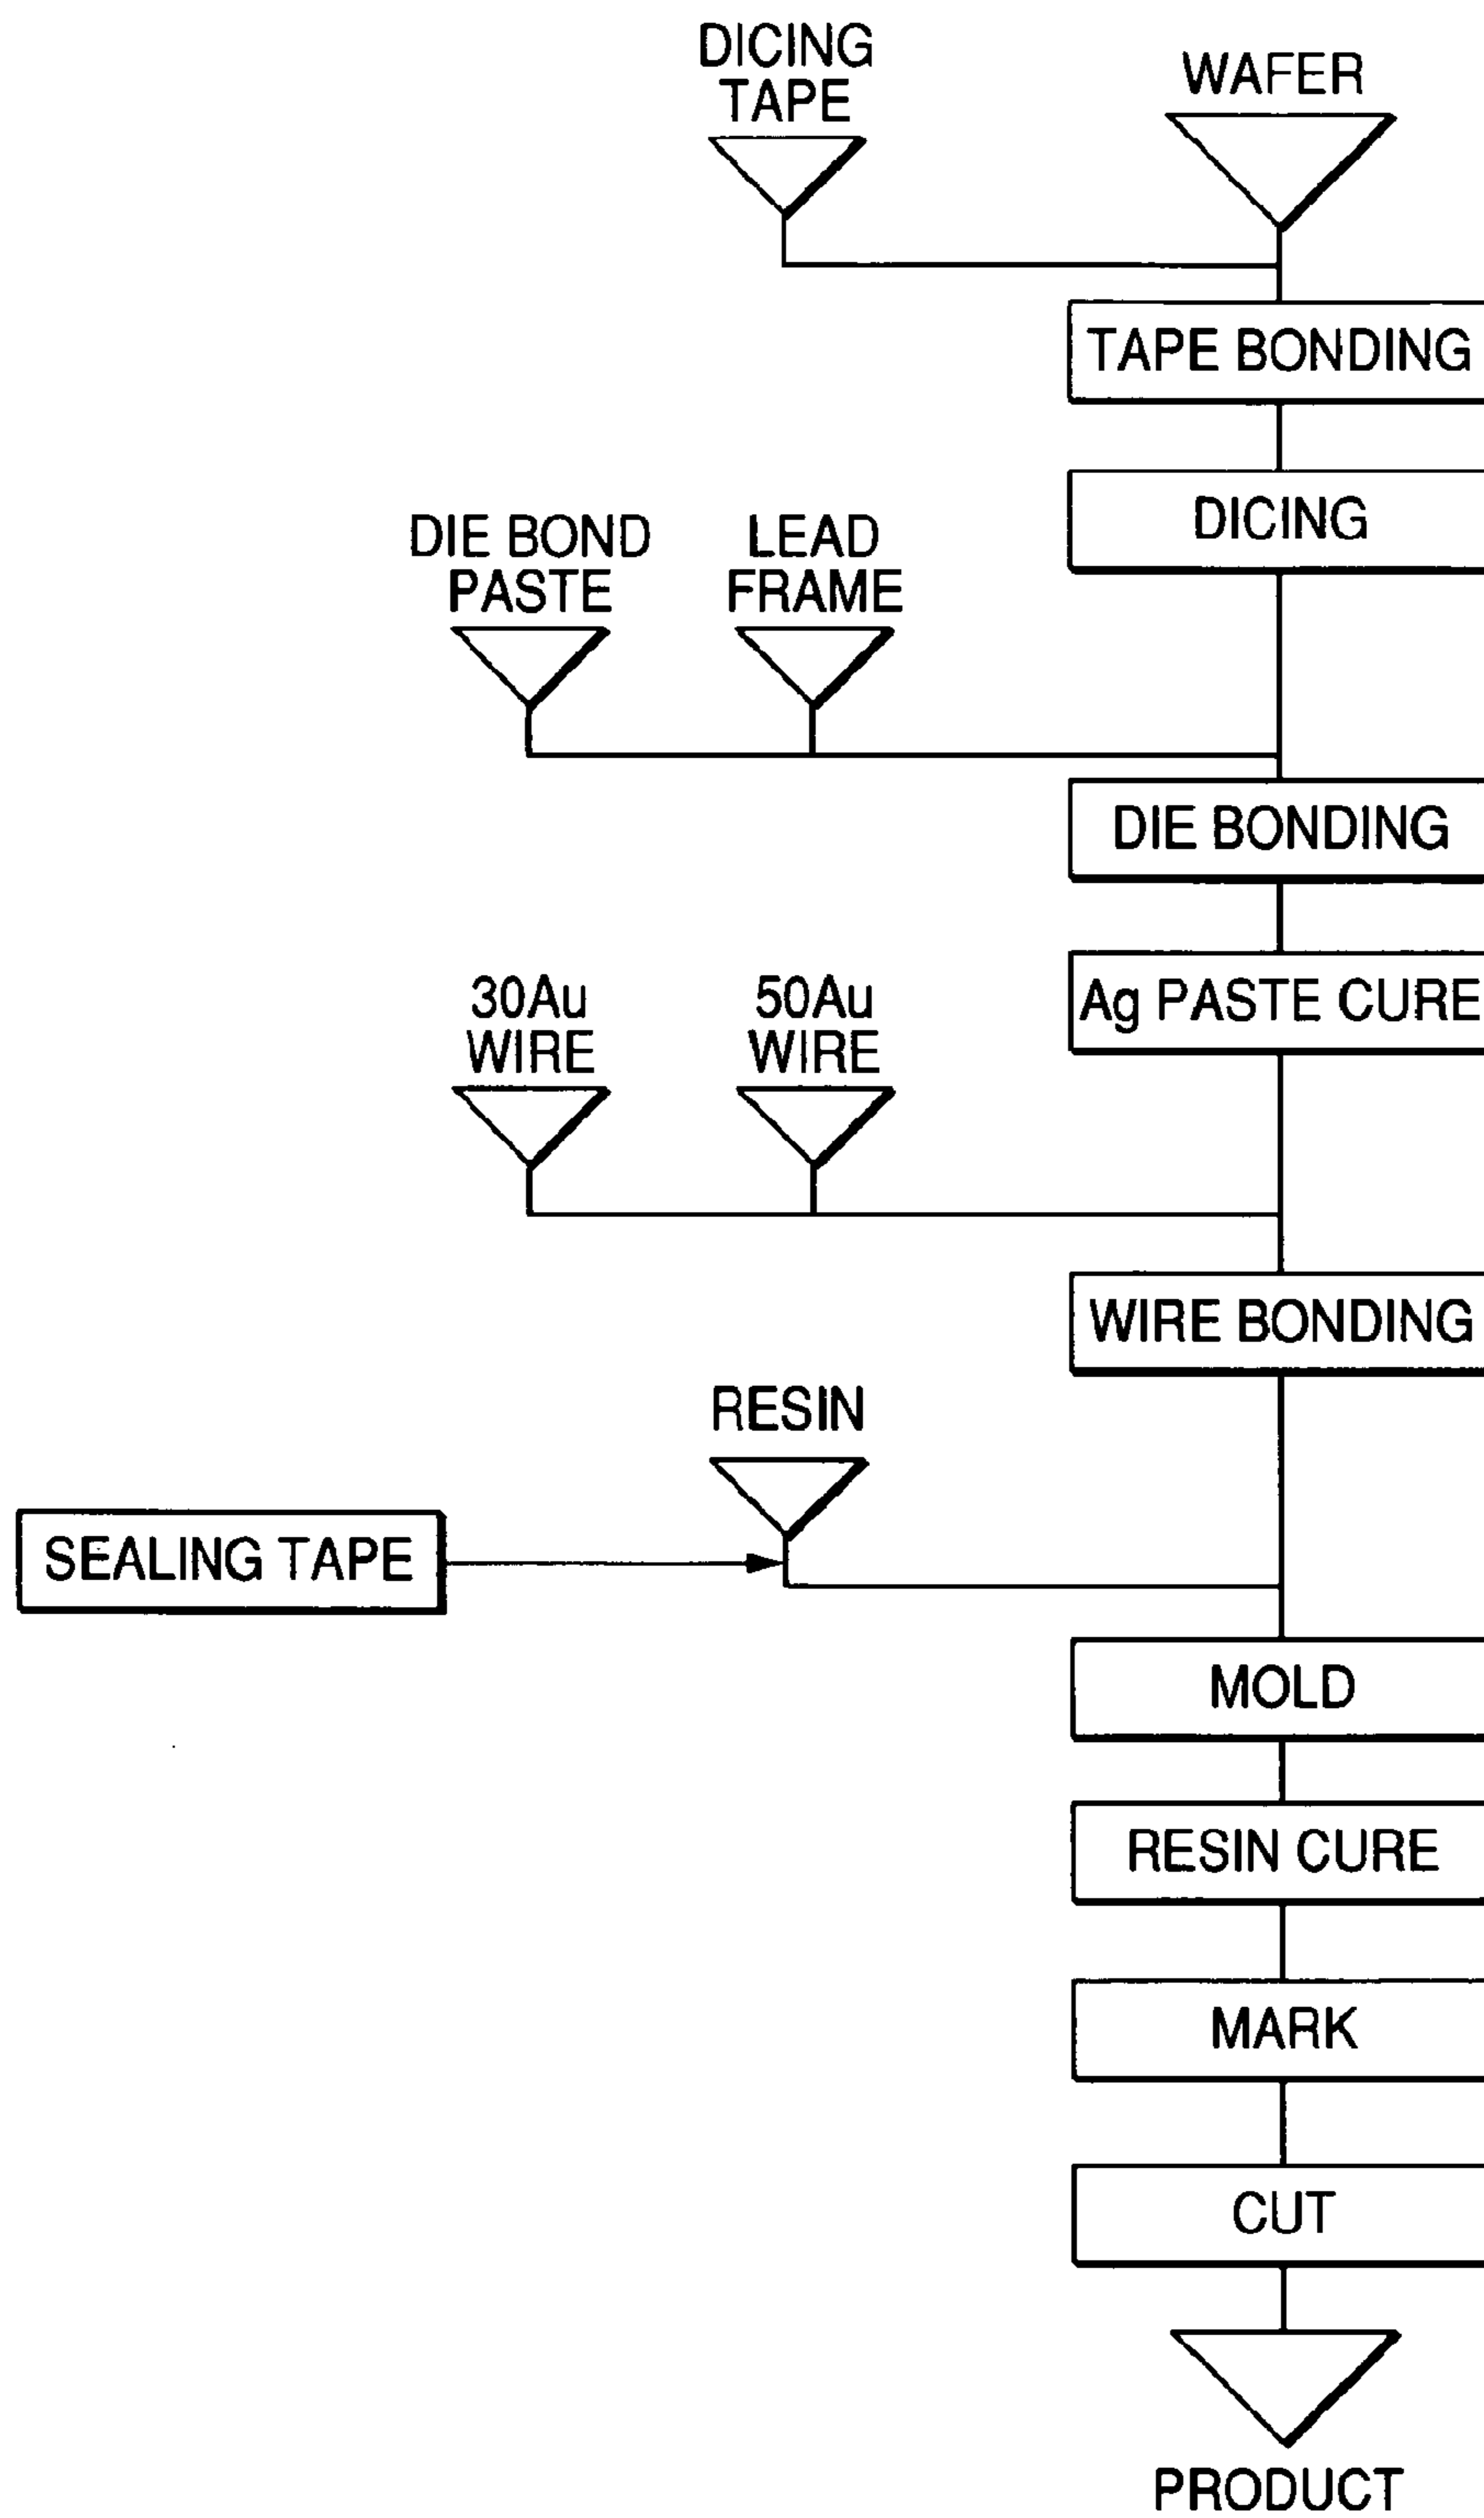 DICING
TAPE
WAFER
TAPE BONDING
DICING
DIE BOND
PASTE
LEAD
FRAME
DIE BONDING
Ag PASTE CURE
30Au
WIRE
50Au
WIRE
WIRE BONDING
RESIN
SEALING TAPE
MOLD
RESIN CURE
MARK
CUT
PRODUCT